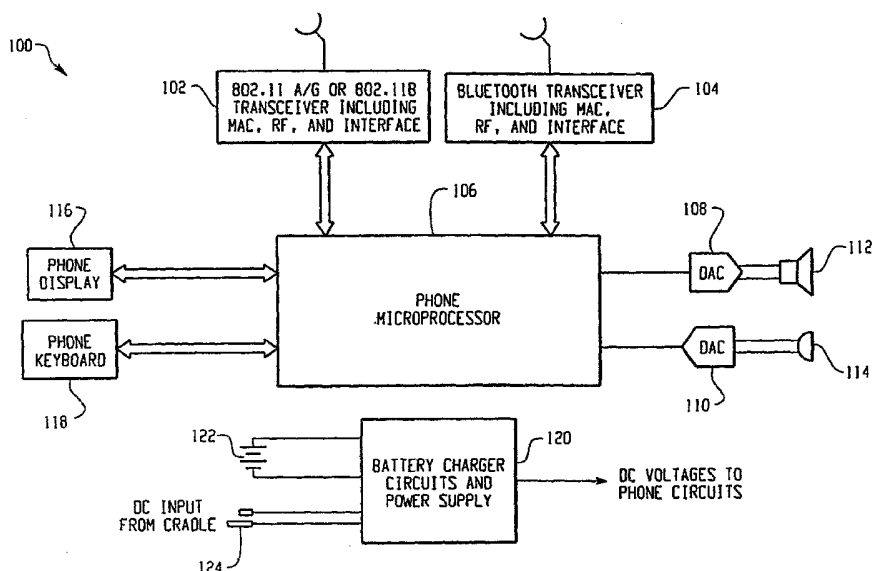 100
102
802.11 A/G OR 802.11B
TRANSCEIVER INCLUDING
MAC, RF, AND INTERFACE
BLUETOOTH TRANSCEIVER
INCLUDING MAC,
RF, AND INTERFACE
104
106
116
PHONE
DISPLAY
PHONE
MICROPROCESSOR
108
DAC
112
PHONE
KEYBOARD
118
DAC
110
114
122
BATTERY CHARGER
CIRCUITS AND
POWER SUPPLY
120
DC VOLTAGES TO
PHONE CIRCUITS
DC INPUT
FROM CRADLE
124